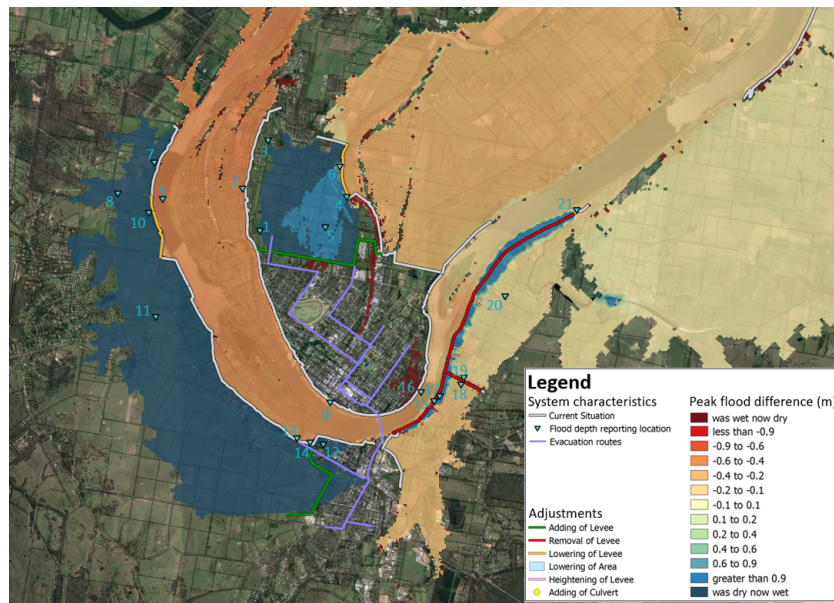 3
7
6
2
8
9
4
21
10
1
5
20
11
19
16
18
0
13
14
12
Legend
System characteristics
Current Situation
Flood depth reporting location
Evacuation routes
Adjustments
Adding of Levee
Removal of Levee
Lowering of Levee
Lowering of Area
Heightening of Levee
Adding of Culvert
Peak flood difference (m)
was wet now dry
less than -0.9
-0.9 to -0.6
-0.6 to -0.4
-0.4 to -0.2
-0.2 to -0.1
-0.1 to 0.1
0.1 to 0.2
0.2 to 0.4
0.4 to 0.6
0.6 to 0.9
greater than 0.9
was dry now wet